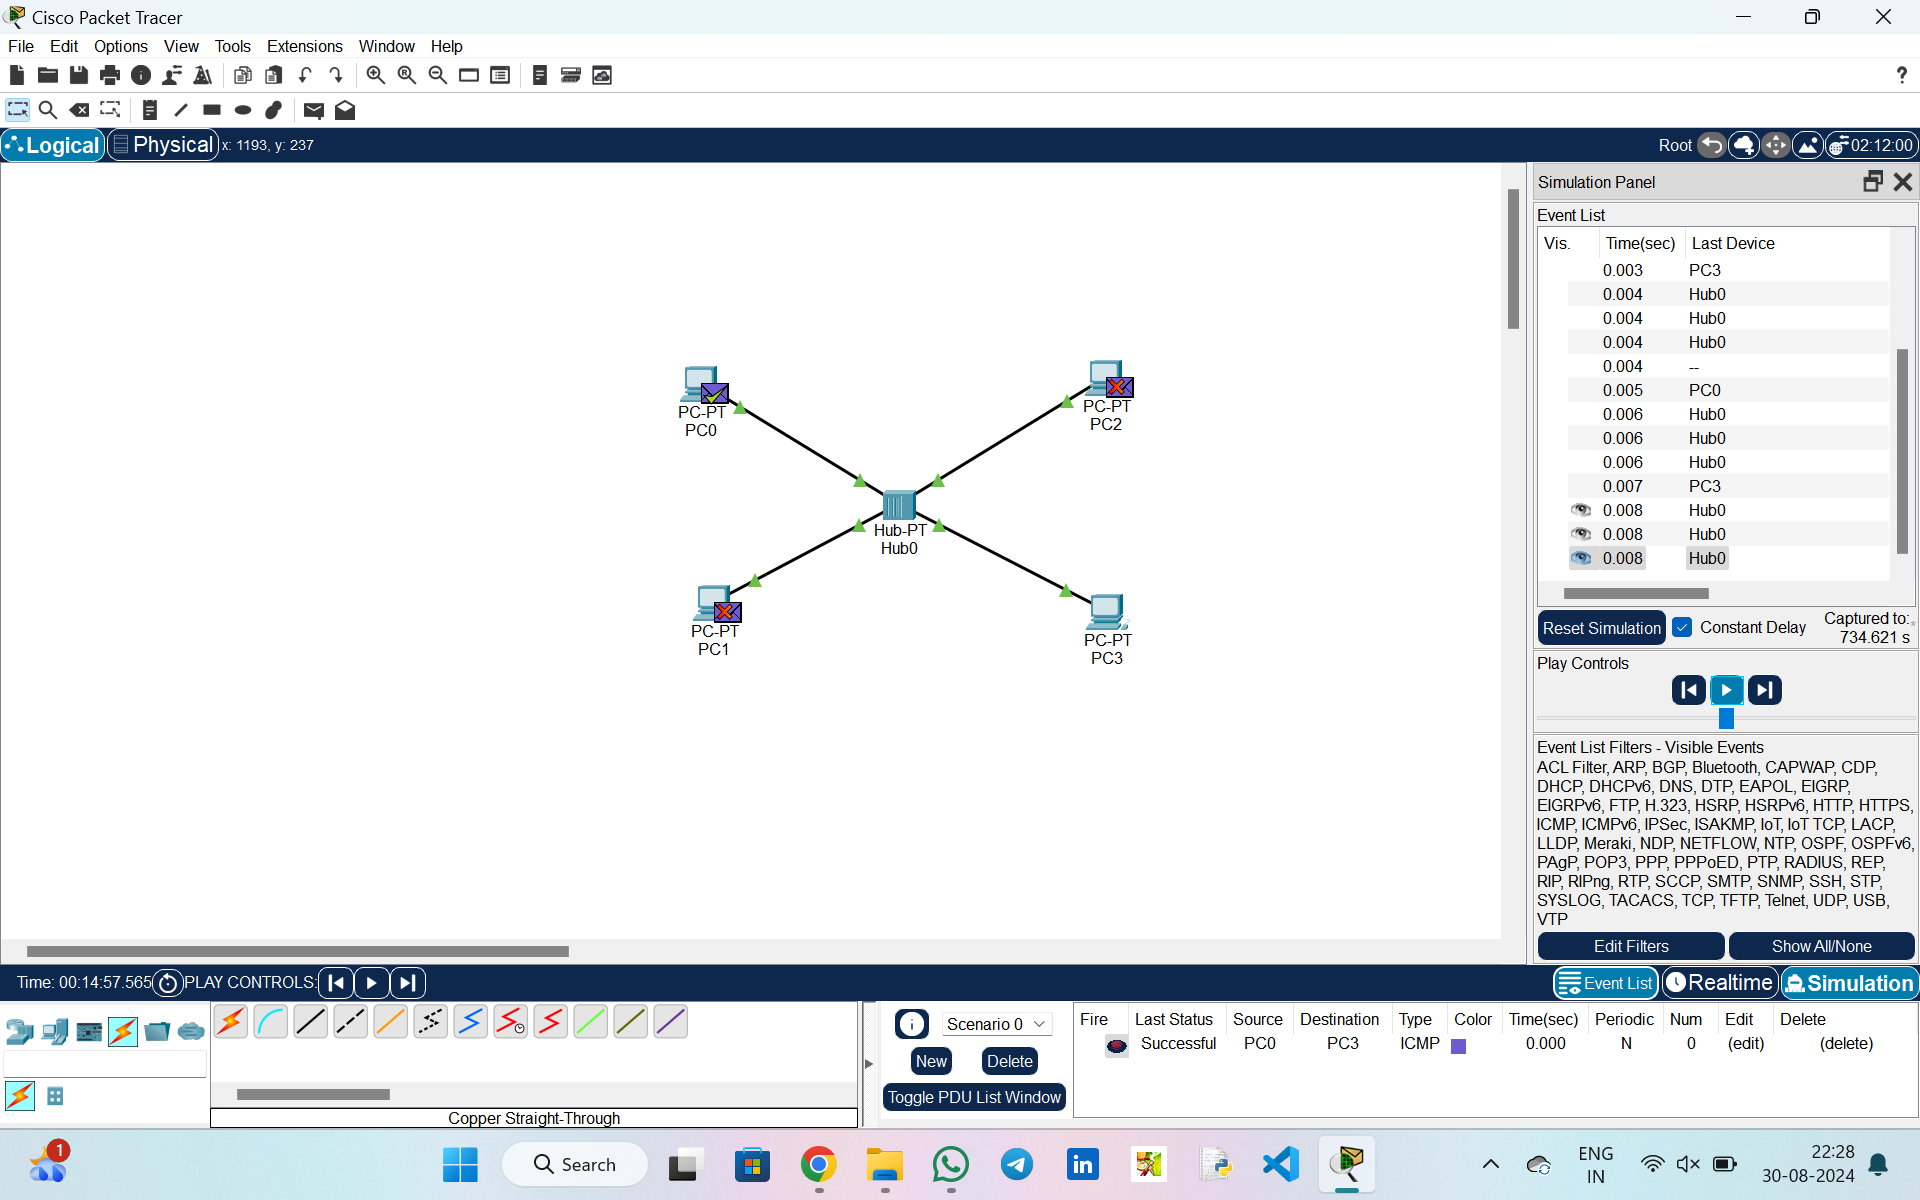 Cisco Packet Tracer
File Edit Options View Tools Extensions Window Help
?
Logical Physical x: 1193, y: 237 Root 02:12:00
Simulation Panel
Event List
Vis. Time(sec) Last Device
0.003 PC3
0.004 Hub0
0.004 Hub0
0.004 Hub0
0.004 --
0.005 PC0
0.006 Hub0
0.006 Hub0
0.006 Hub0
0.007 PC3
0.008 Hub0
0.008 Hub0
0.008 Hub0
Reset Simulation Constant Delay Captured to:
734.621 s
Play Controls
Event List Filters - Visible Events
ACL Filter, ARP, BGP, Bluetooth, CAPWAP, CDP,
DHCP, DHCPv6, DNS, DTP, EAPOL, EIGRP,
EIGRPv6, FTP, H.323, HSRP, HSRPv6, HTTP, HTTPS,
ICMP, ICMPv6, IPSec, ISAKMP, IoT, IoT TCP, LACP,
LLDP, Meraki, NDP, NETFLOW, NTP, OSPF, OSPFv6,
PAgP, POP3, PPP, PPPoED, PTP, RADIUS, REP,
RIP, RIPng, RTP, SCCP, SMTP, SNMP, SSH, STP,
SYSLOG, TACACS, TCP, TFTP, Telnet, UDP, USB,
VTP
Edit Filters Show All/None
PC-PT
PC0
PC-PT
PC2
Hub-PT
Hub0
PC-PT
PC1
PC-PT
PC3
Time: 00:14:57.565 PLAY CONTROLS: Event List Realtime Simulation
Copper Straight-Through
Scenario 0
New Delete
Toggle PDU List Window
Fire Last Status Source Destination Type Color Time(sec) Periodic Num Edit Delete
Successful PC0 PC3 ICMP 0.000 N 0 (edit) (delete)
1
Search
in
ENG
IN
22:28
30-08-2024